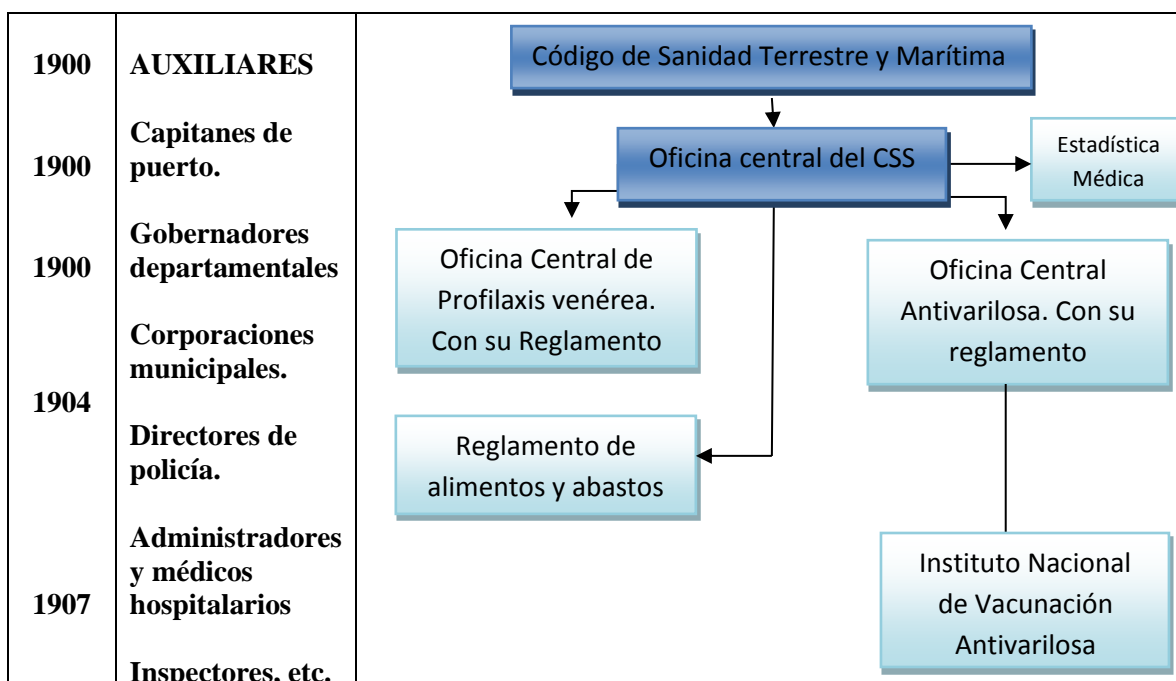 1900
1900
1900
1904
1907
AUXILIARES
Capitanes de
puerto.
Gobernadores
departamentales
Corporaciones
municipales.
Directores de
policía.
Administradores
y médicos
hospitalarios
Inspectores, etc.
Código de Sanidad Terrestre y Marítima
Oficina central del CSS
Estadística
Médica
Oficina Central de
Profilaxis venérea.
Con su Reglamento
Oficina Central
Antivarilosa. Con su
reglamento
Reglamento de
alimentos y abastos
Instituto Nacional
de Vacunación
Antivarilosa